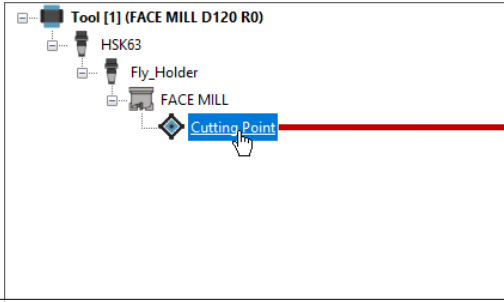 Tool [1] (FACE MILL D120 R0)
HSK63
Fly_Holder
FACE MILL
Cutting Point